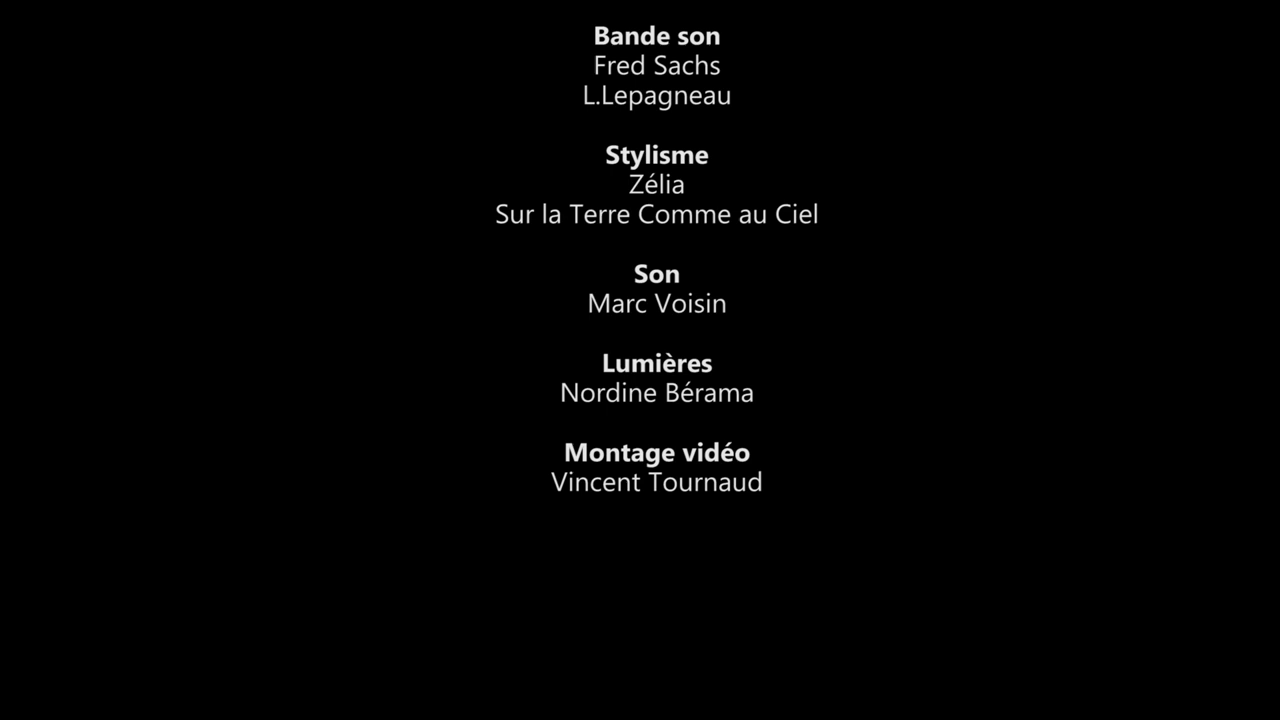 Bande son
Fred Sachs
L.Lepagneau
Stylisme
Zélia
Sur la Terre Comme au Ciel
Son
Marc Voisin
Lumières
Nordine Bérama
Montage vidéo
Vincent Tournaud